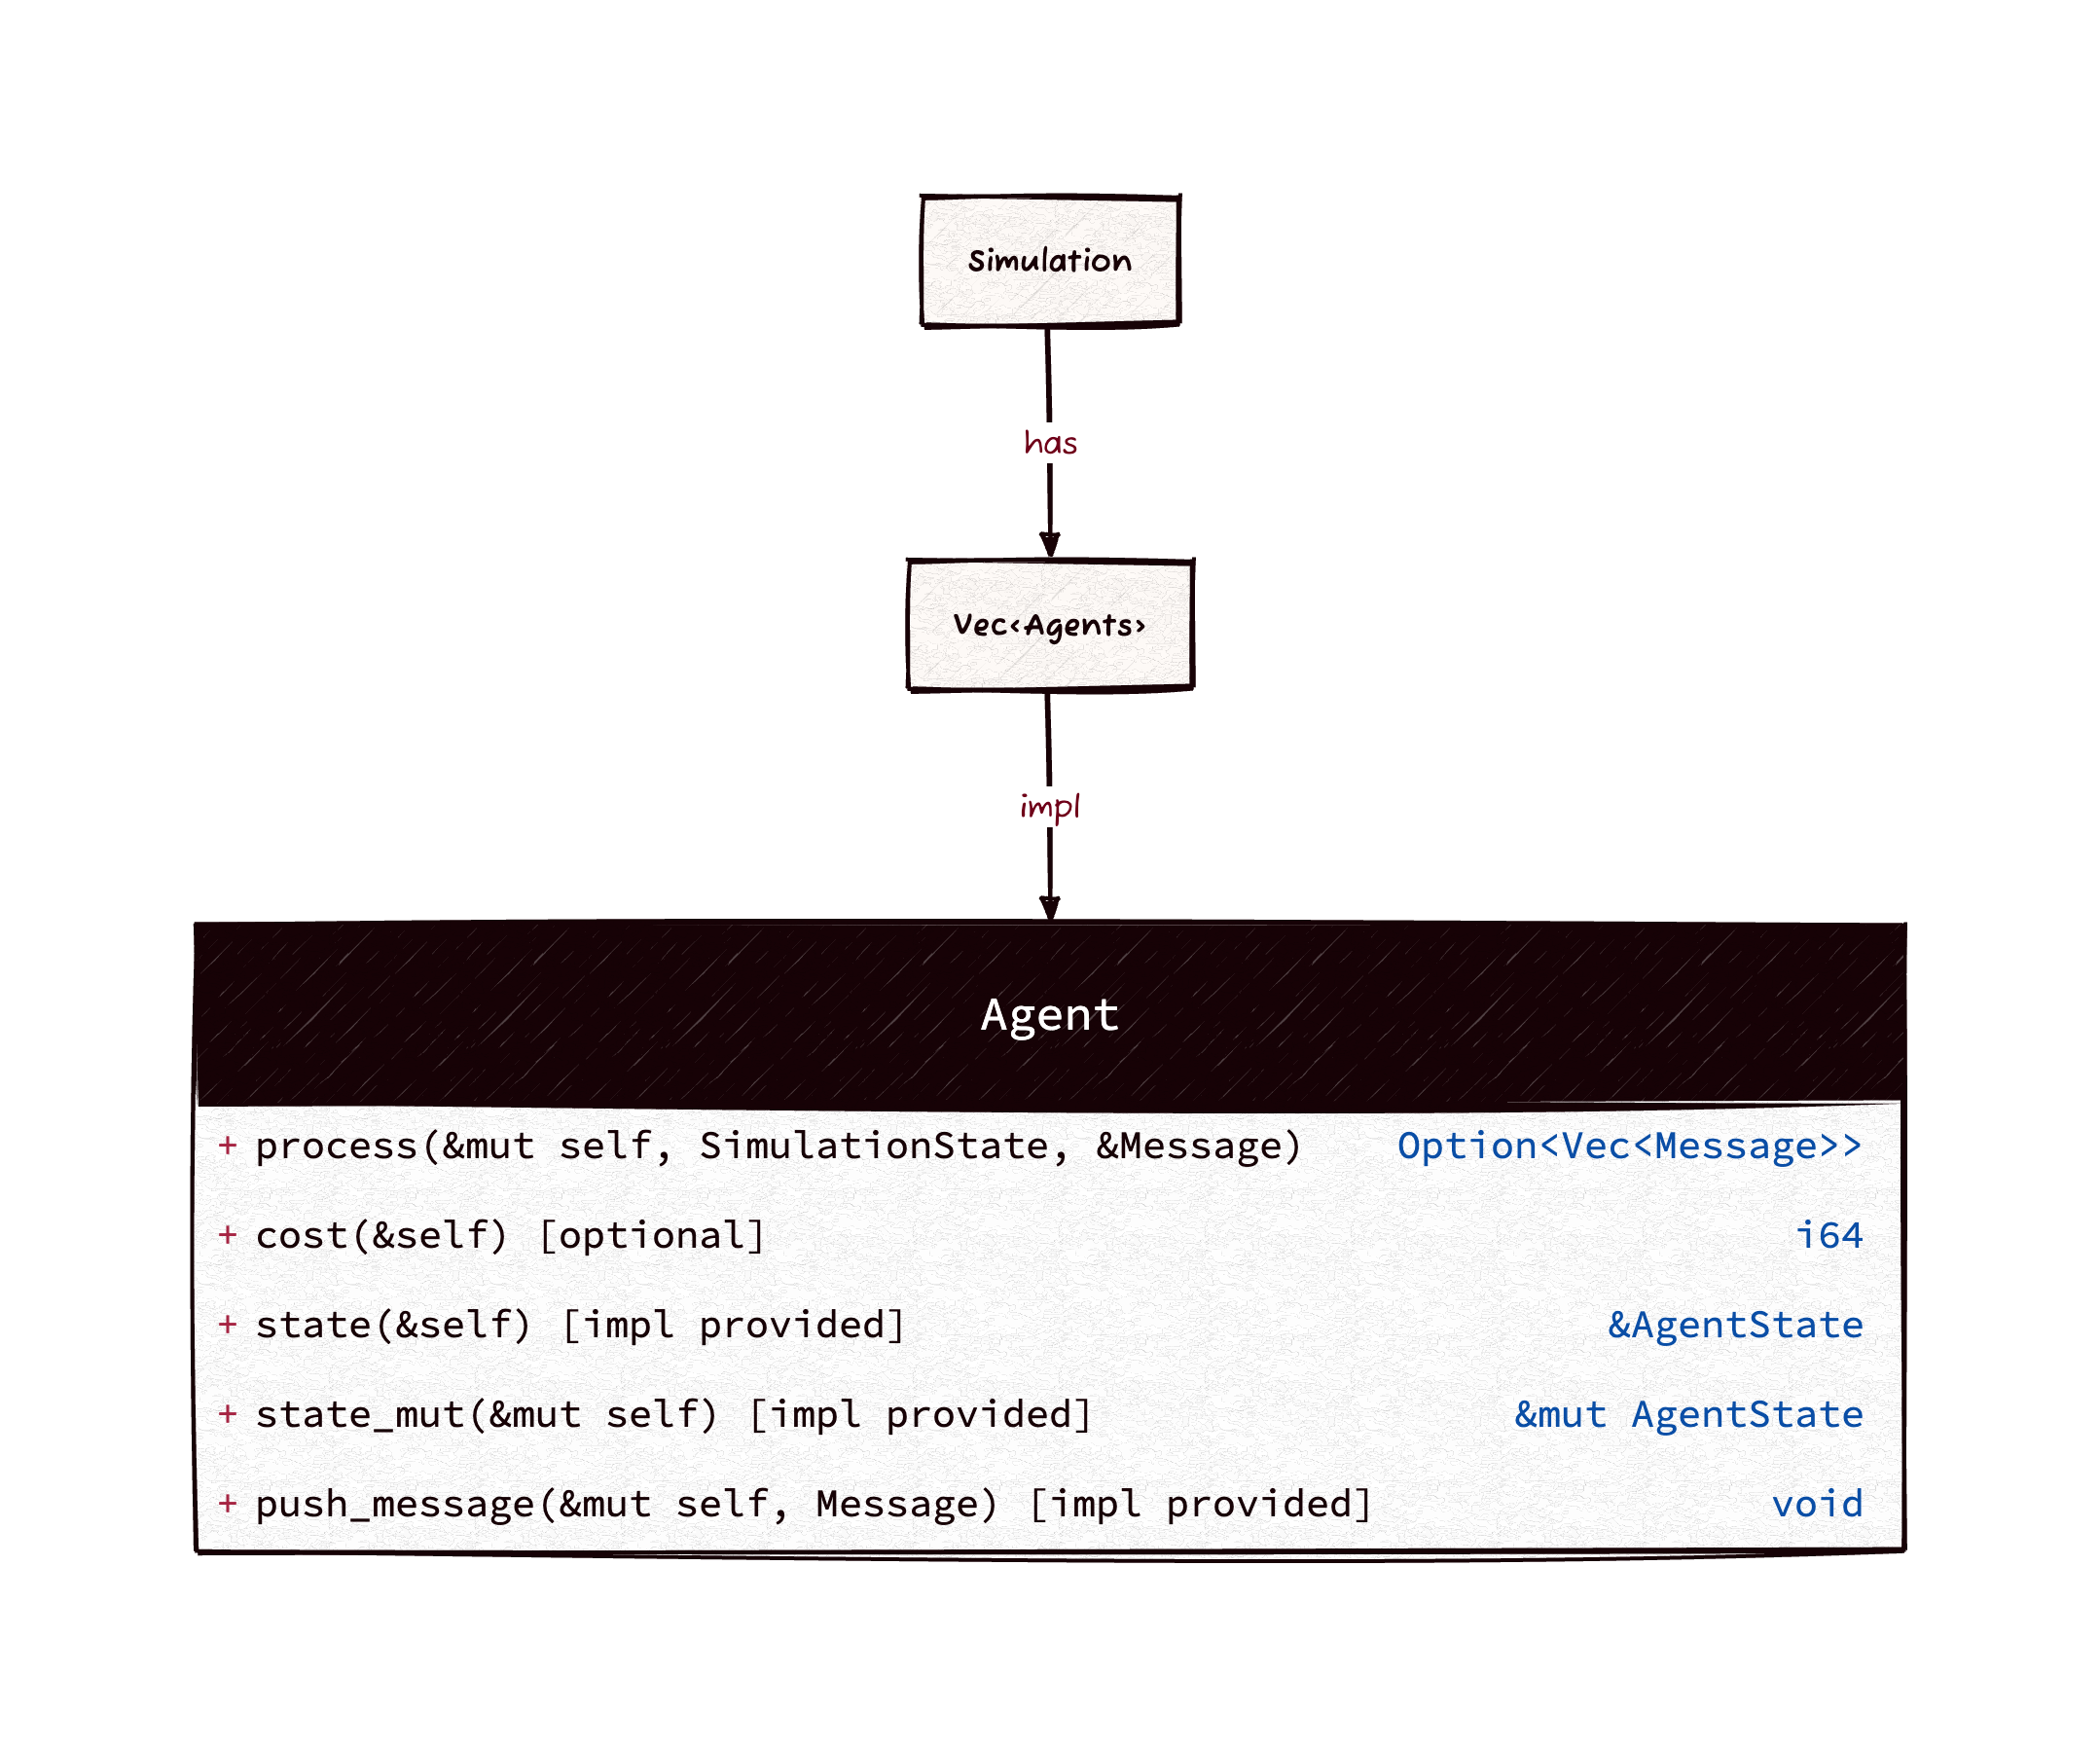 Simulation
has
Vec<Agents>
impl
Agent
+ process(&mut self, SimulationState, &Message) Option<Vec<Message>>
+ cost(&self) [optional] i64
+ state(&self) [impl provided] &AgentState
+ state_mut(&mut self) [impl provided] &mut AgentState
+ push_message(&mut self, Message) [impl provided] void